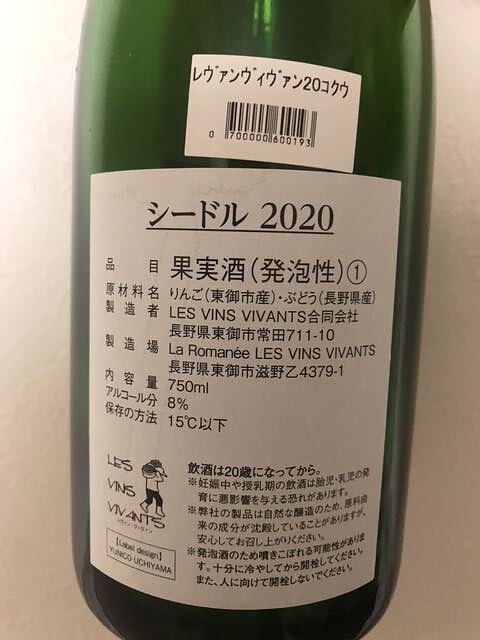 レヴァンヴィヴァン20コクウ
0 700000 600193
シードル 2020
品目 果実酒(発泡性)①
原材料名 りんご(東御市産)・ぶどう(長野県産)
製造者 LES VINS VIVANTS合同会社
長野県東御市常田711-10
製造場 La Romanée LES VINS VIVANTS
長野県東御市滋野乙4379-1
内容量 750ml
アルコール分 8%
保存の方法 15℃以下
LES
VINS
VIVANTS
レヴァン ヴィヴァン
【Label design】
YUNICO UCHIYAMA
飲酒は20歳になってから。
※妊娠中や授乳期の飲酒は胎児・乳児の発
育に悪影響を与える恐れがあります。
※弊社の製品は自然な醸造のため、原料由
来の成分が沈殿していることがありますが、
安心してお召し上がりください。
※発泡酒のため噴きこぼれる可能性がありま
す。十分に冷やしてから開栓してください。
また、人に向けて開栓しないでください。